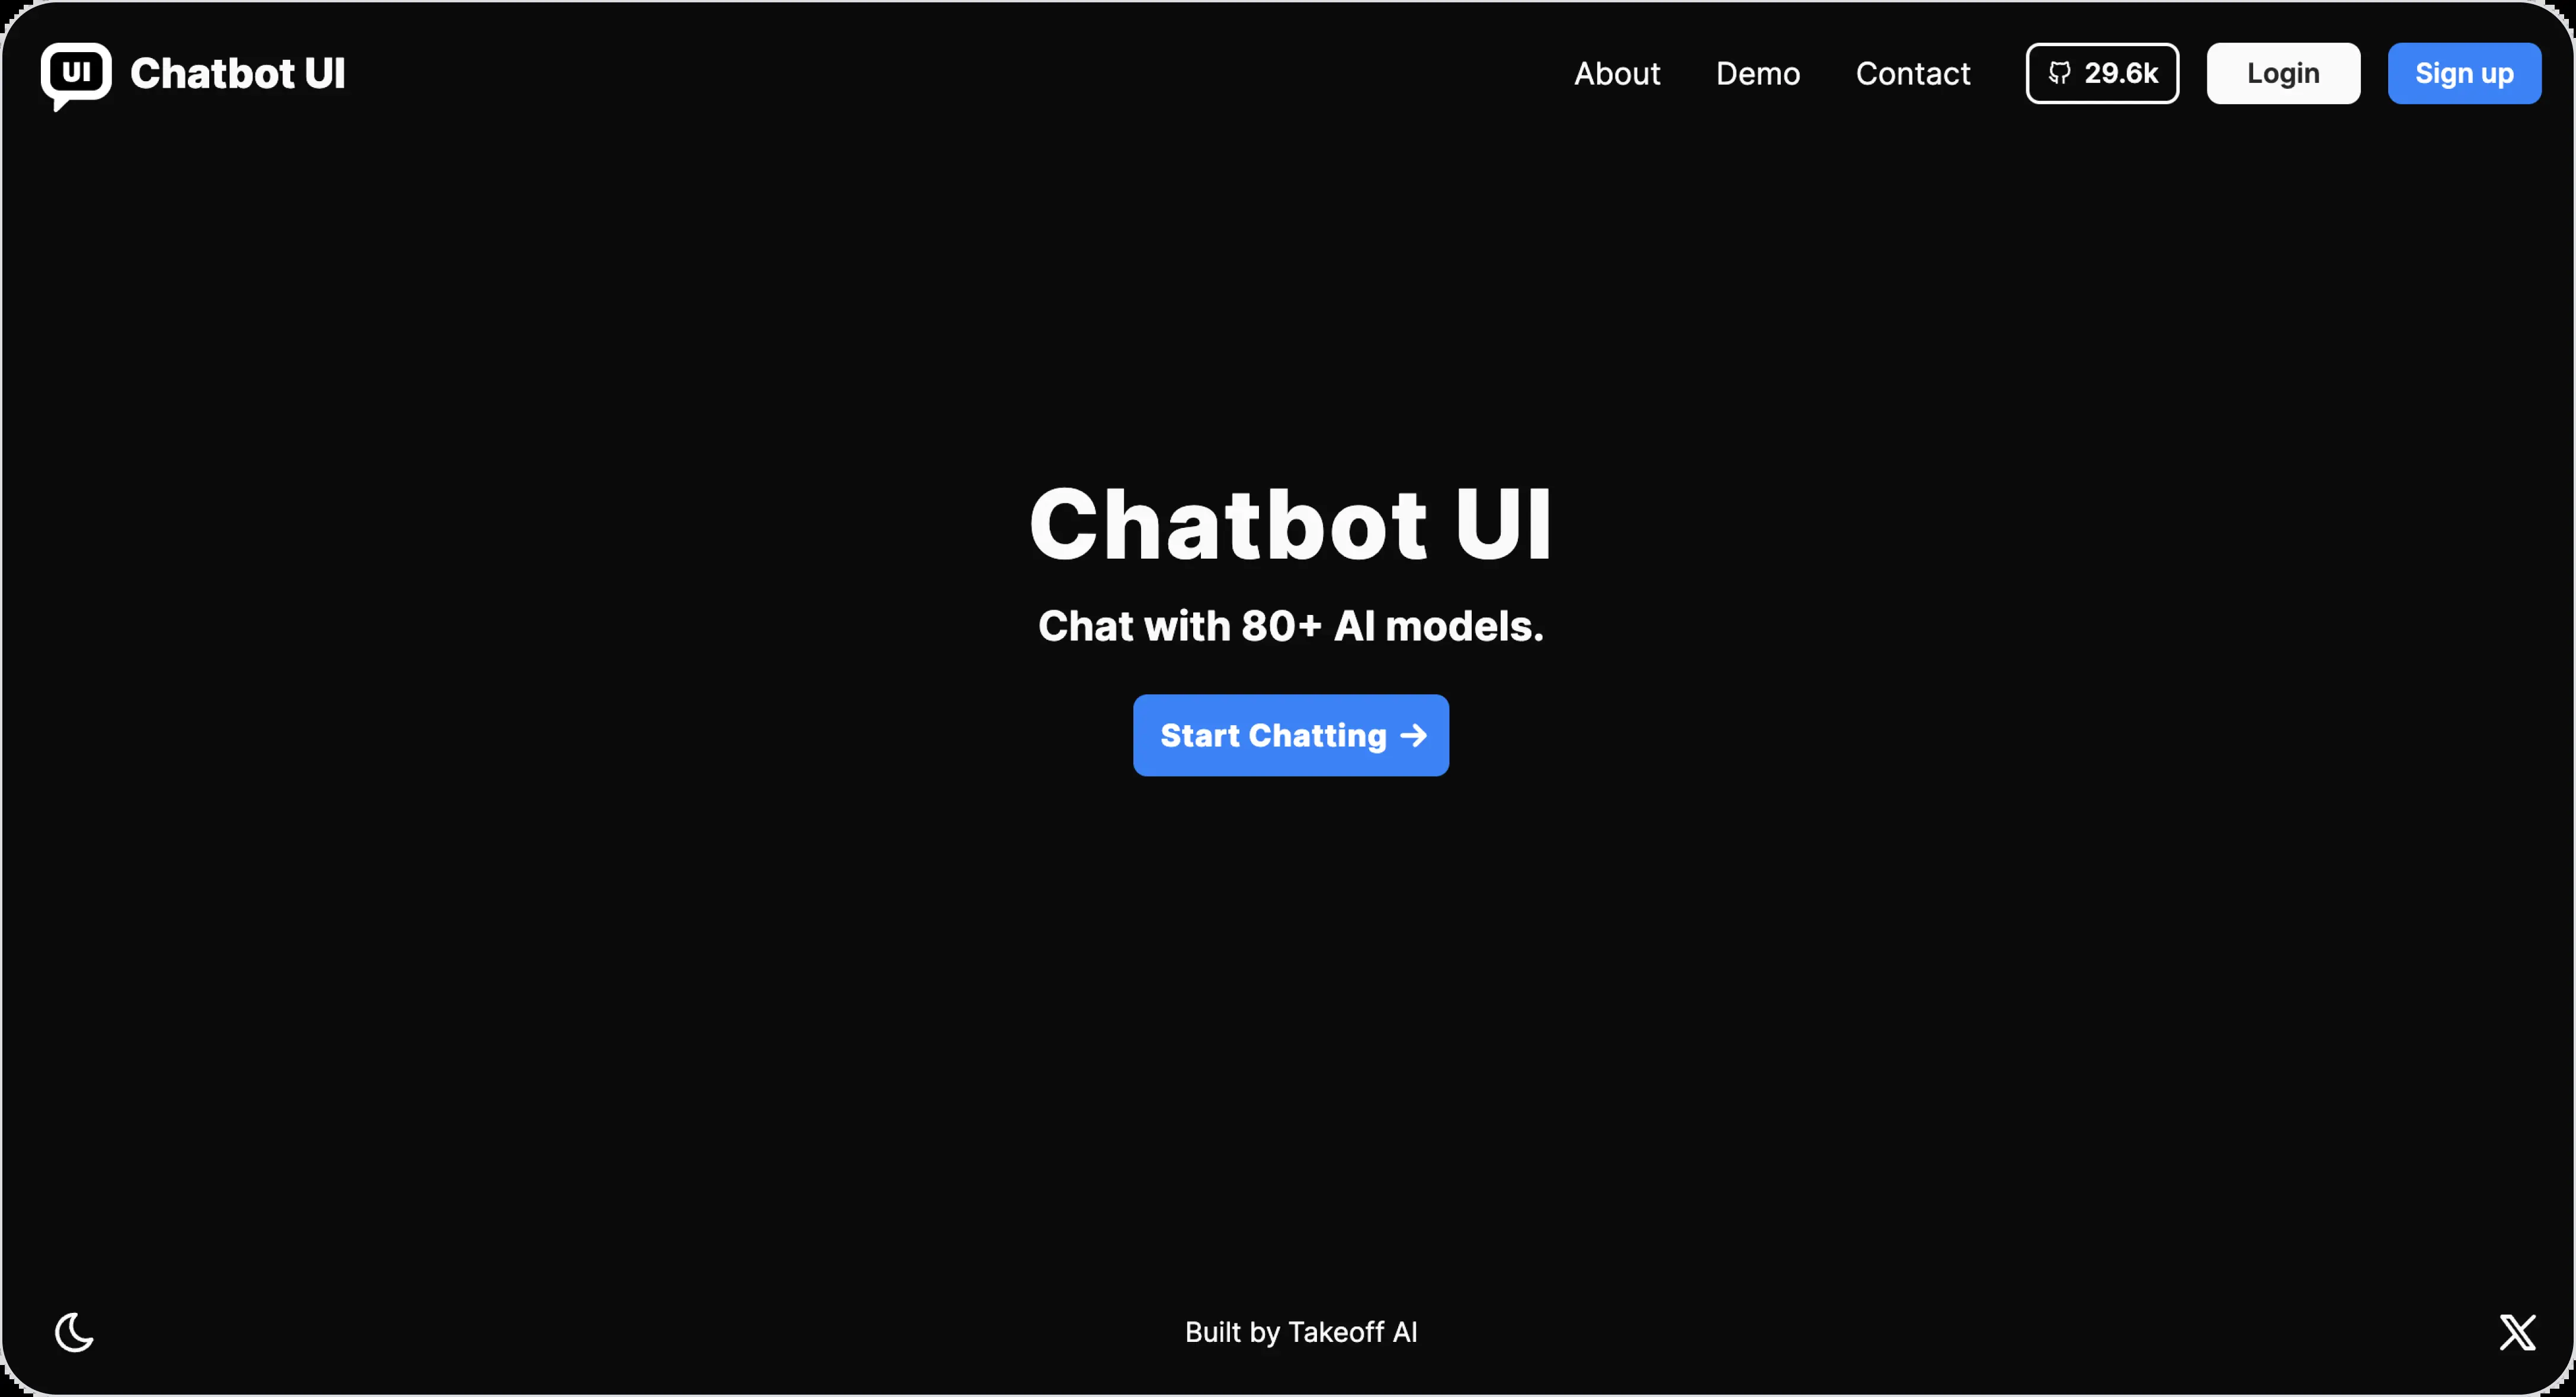 UI Chatbot UI
About Demo Contact 29.6k Login Sign up
Chatbot UI
Chat with 80+ AI models.
Start Chatting →
Built by Takeoff AI